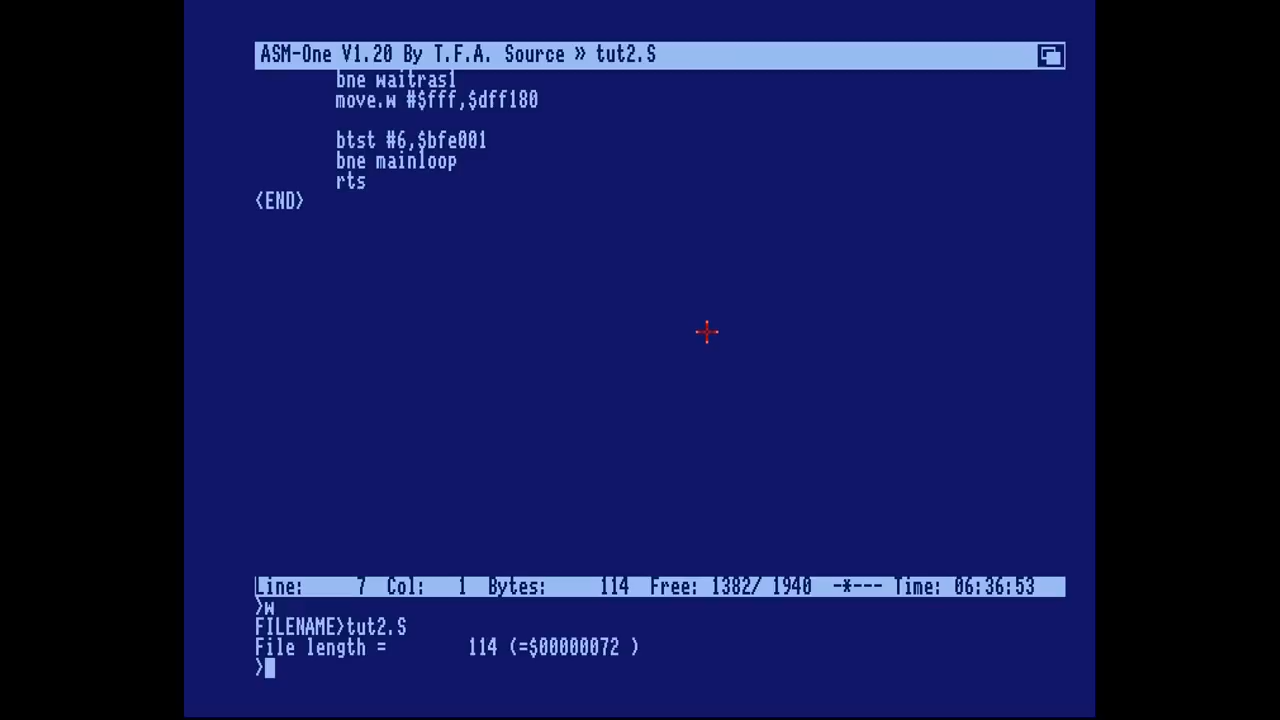 ASM-One V1.20 By T.F.A. Source » tut2.S
bne waitras1
move.w #$fff,$dff180
btst #6,$bfe001
bne mainloop
rts
<END>
Line: 7 Col: 1 Bytes: 114 Free: 1382/ 1940 -*--- Time: 06:36:53
>w
FILENAME>tut2.S
File length = 114 (=$00000072 )
>